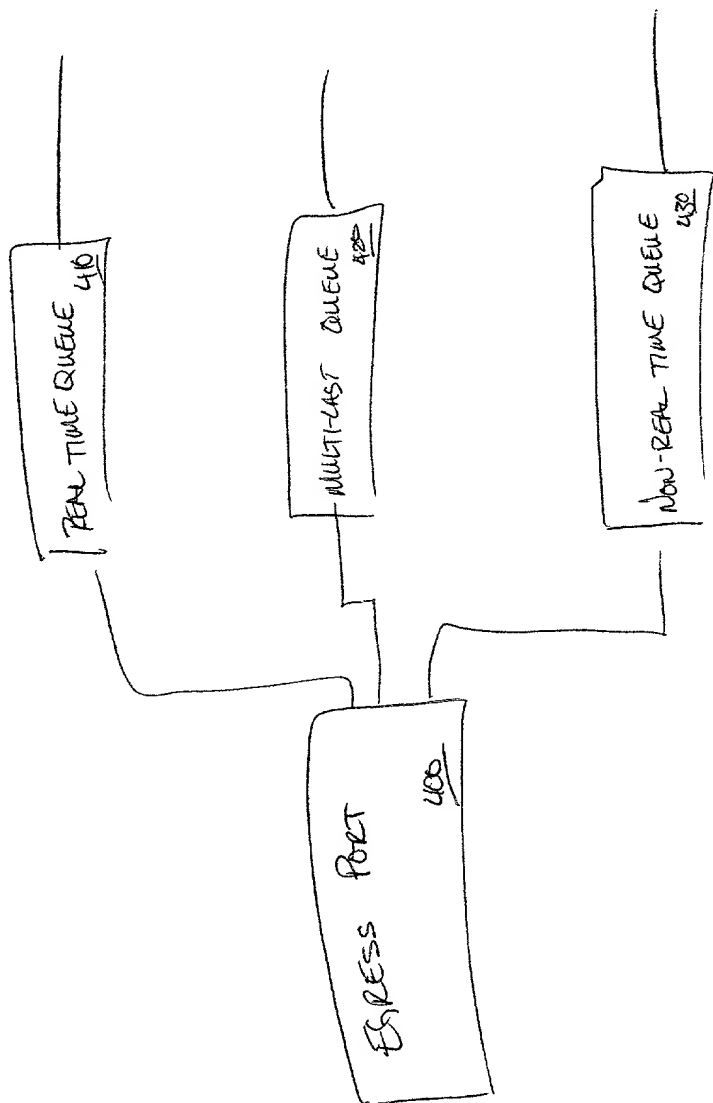 REAL TIME QUEUE
410
MULTI-CAST QUEUE
420
NON-REAL TIME QUEUE
430
EGRESS PORT
400